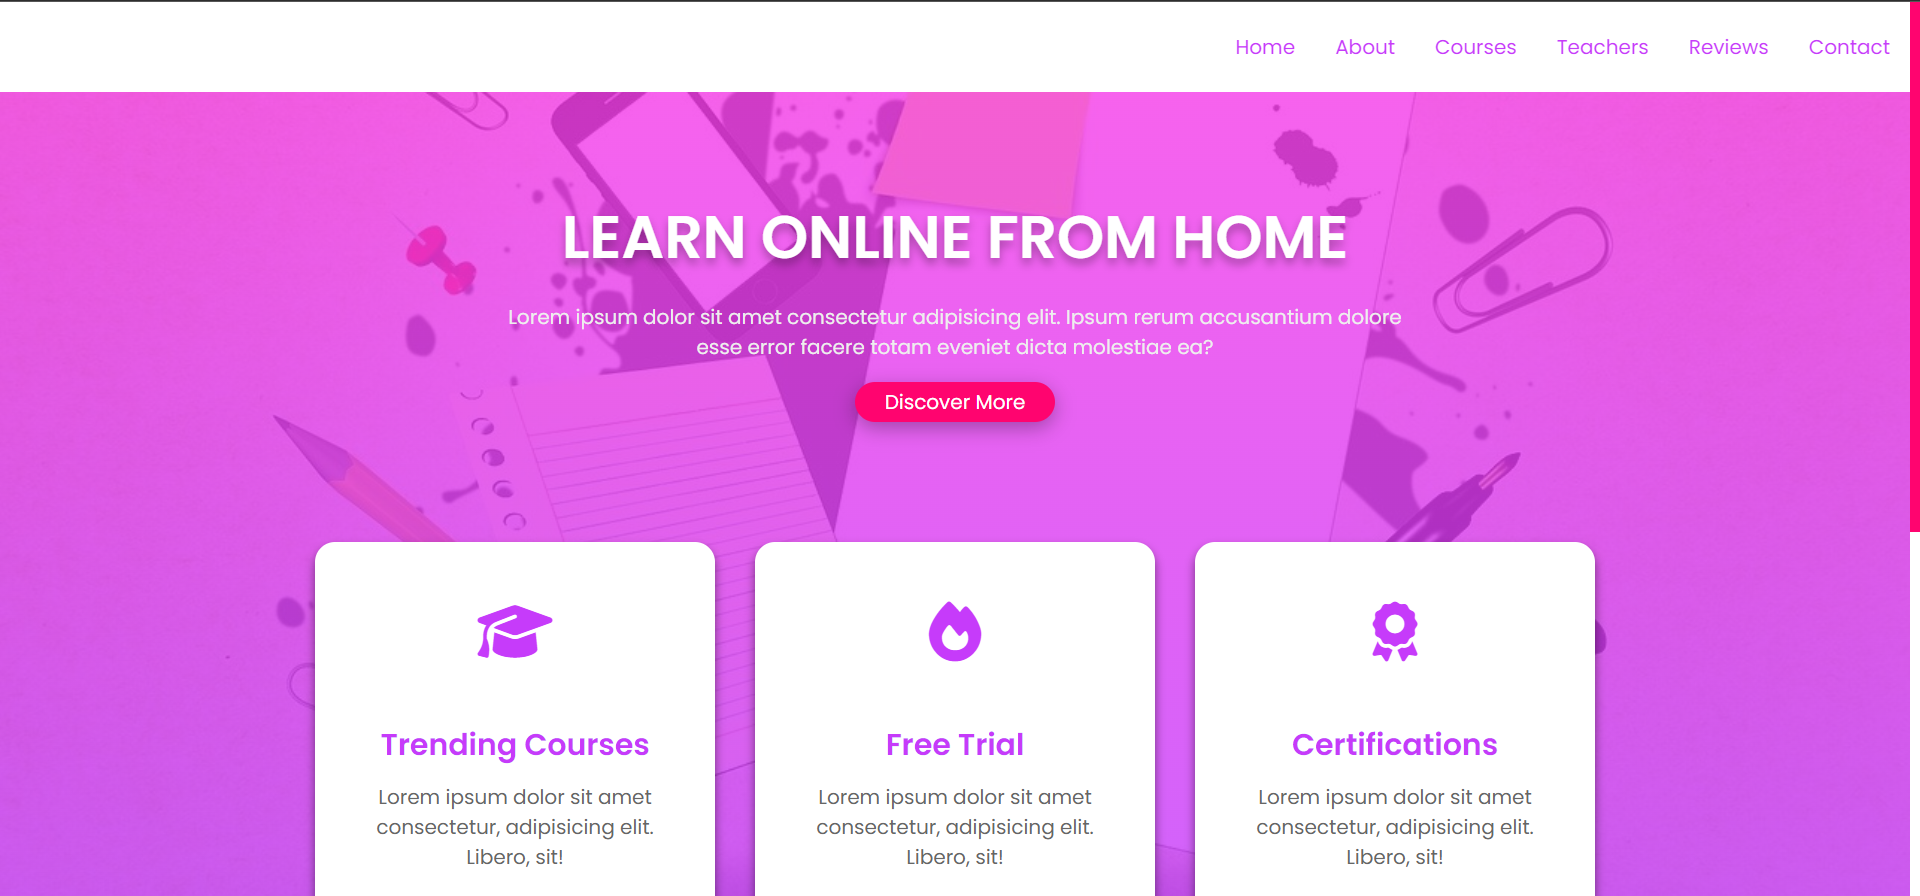 Home About Courses Teachers Reviews Contact
LEARN ONLINE FROM HOME
Lorem ipsum dolor sit amet consectetur adipisicing elit. Ipsum rerum accusantium dolore
esse error facere totam eveniet dicta molestiae ea?
Discover More
Trending Courses
Lorem ipsum dolor sit amet
consectetur, adipisicing elit.
Libero, sit!
Free Trial
Lorem ipsum dolor sit amet
consectetur, adipisicing elit.
Libero, sit!
Certifications
Lorem ipsum dolor sit amet
consectetur, adipisicing elit.
Libero, sit!